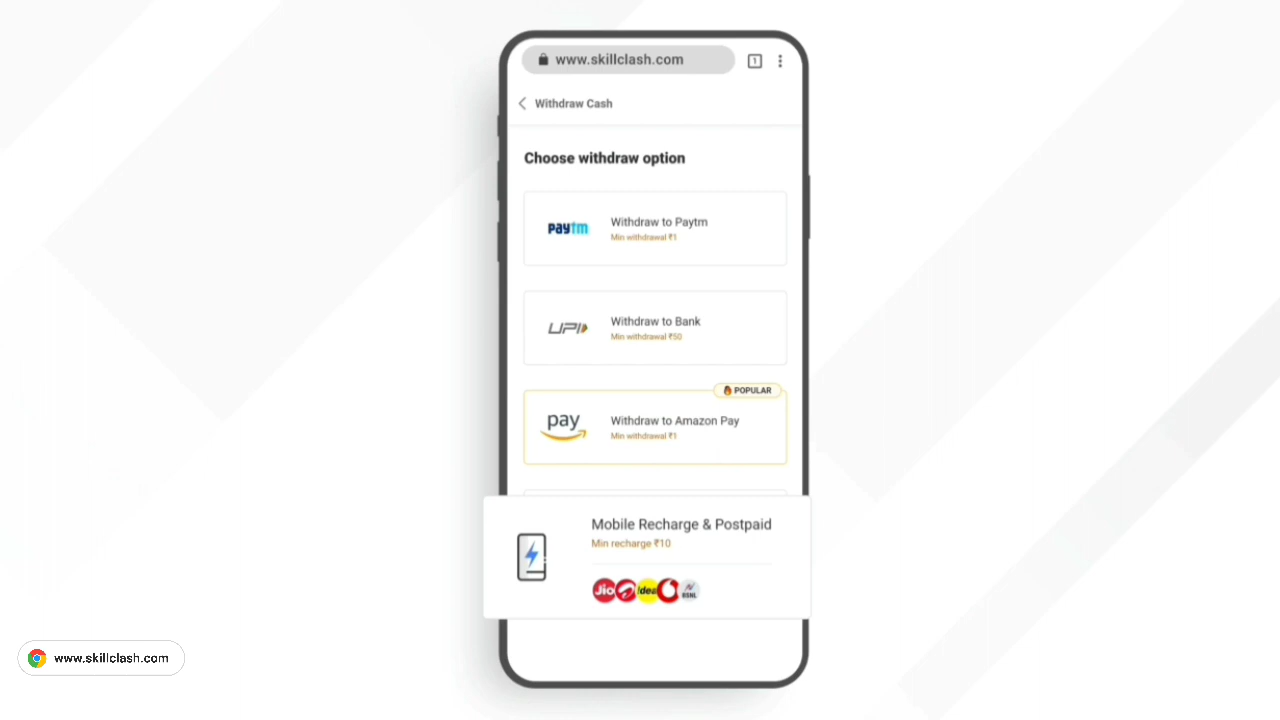 www.skillclash.com
1
Withdraw Cash
Choose withdraw option
paytm
Withdraw to Paytm
Min withdrawal ₹1
UPI
Withdraw to Bank
Min withdrawal ₹50
POPULAR
pay
Withdraw to Amazon Pay
Min withdrawal ₹1
Mobile Recharge & Postpaid
Min recharge ₹10
Jio
!dea
BSNL
www.skillclash.com